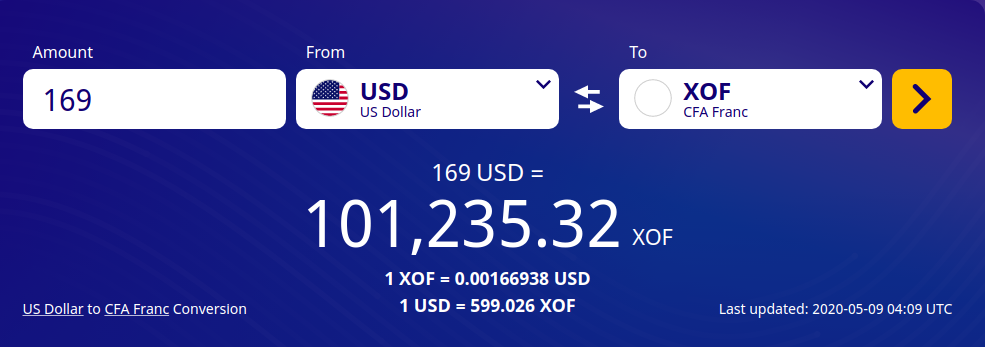 Amount From To
169 USD XOF
US Dollar CFA Franc
169 USD =
101,235.32 XOF
1 XOF = 0.00166938 USD
1 USD = 599.026 XOF
US Dollar to CFA Franc Conversion Last updated: 2020-05-09 04:09 UTC